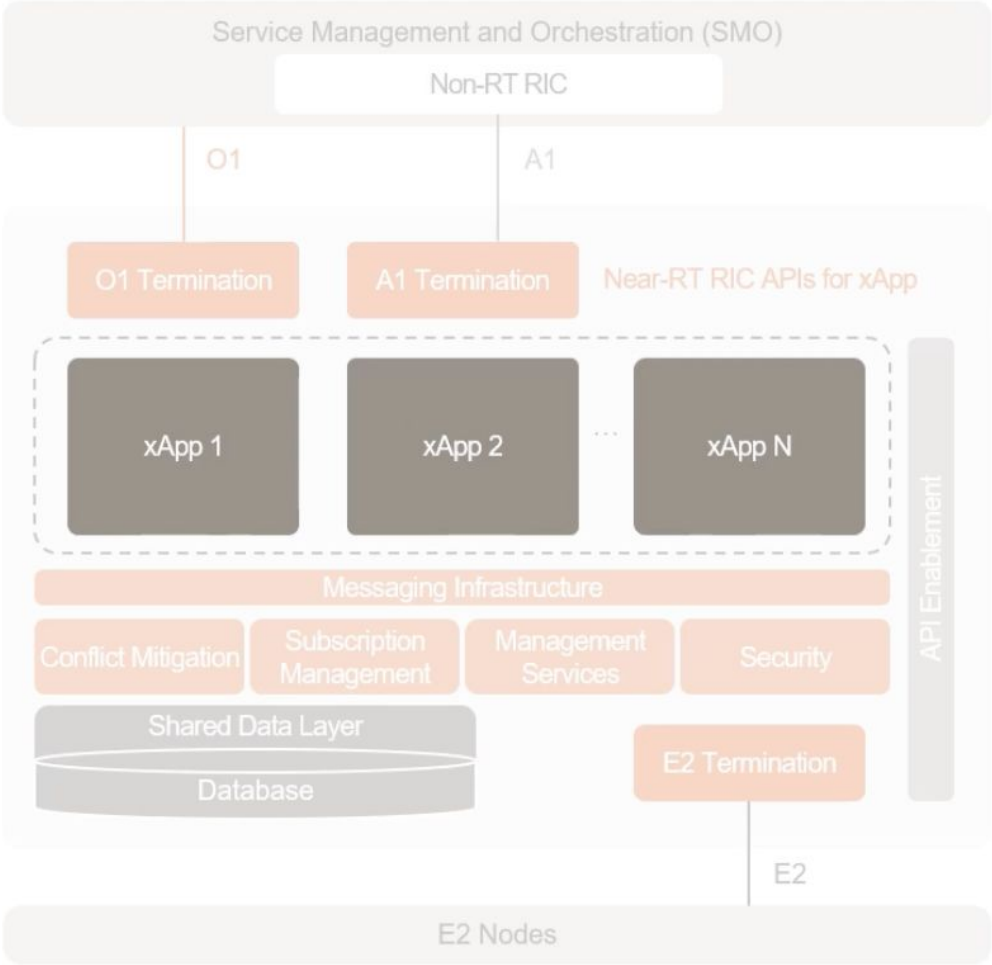 Service Management and Orchestration (SMO)
Non-RT RIC
O1
A1
O1 Termination
A1 Termination
Near-RT RIC APIs for xApp
xApp 1
xApp 2
...
xApp N
API Enablement
Messaging Infrastructure
Conflict Mitigation
Subscription
Management
Management
Services
Security
Shared Data Layer
Database
E2 Termination
E2
E2 Nodes